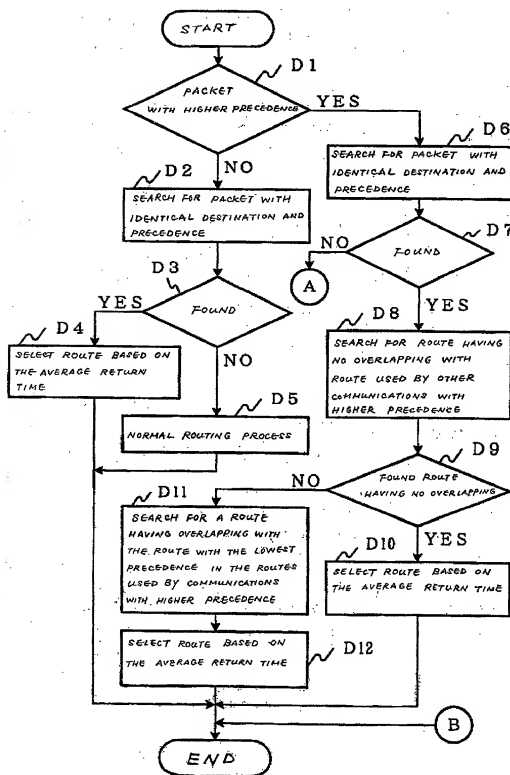 START
D1
PACKET
WITH HIGHER PRECEDENCE
YES
NO
D6
SEARCH FOR PACKET WITH
IDENTICAL DESTINATION AND
PRECEDENCE
D2
SEARCH FOR PACKET WITH
IDENTICAL DESTINATION AND
PRECEDENCE
D7
FOUND
NO
A
YES
D3
FOUND
YES
NO
D4
SELECT ROUTE BASED ON
THE AVERAGE RETURN
TIME
D8
SEARCH FOR ROUTE HAVING
NO OVERLAPPING WITH
ROUTE USED BY OTHER
COMMUNICATIONS WITH
HIGHER PRECEDENCE
D5
NORMAL ROUTING PROCESS
D9
FOUND ROUTE
HAVING NO OVERLAPPING
NO
YES
D11
SEARCH FOR A ROUTE
HAVING OVERLAPPING WITH
THE ROUTE WITH THE LOWEST
PRECEDENCE IN THE ROUTES
USED BY COMMUNICATIONS
WITH HIGHER PRECEDENCE
D10
SELECT ROUTE BASED ON
THE AVERAGE RETURN TIME
SELECT ROUTE BASED ON
THE AVERAGE RETURN TIME
D12
B
END